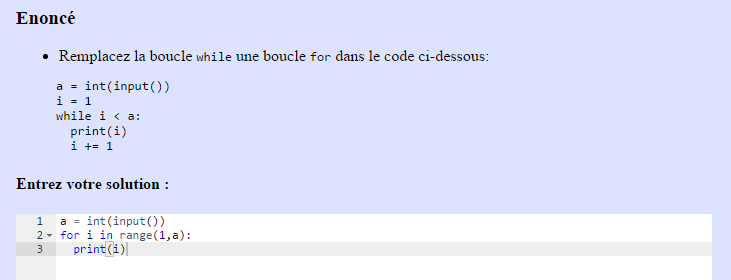 Enoncé
• Remplacez la boucle while une boucle for dans le code ci-dessous:
a = int(input())
i = 1
while i < a:
  print(i)
  i += 1
Entrez votre solution :
1 a = int(input())
2 for i in range(1,a):
3   print(i)